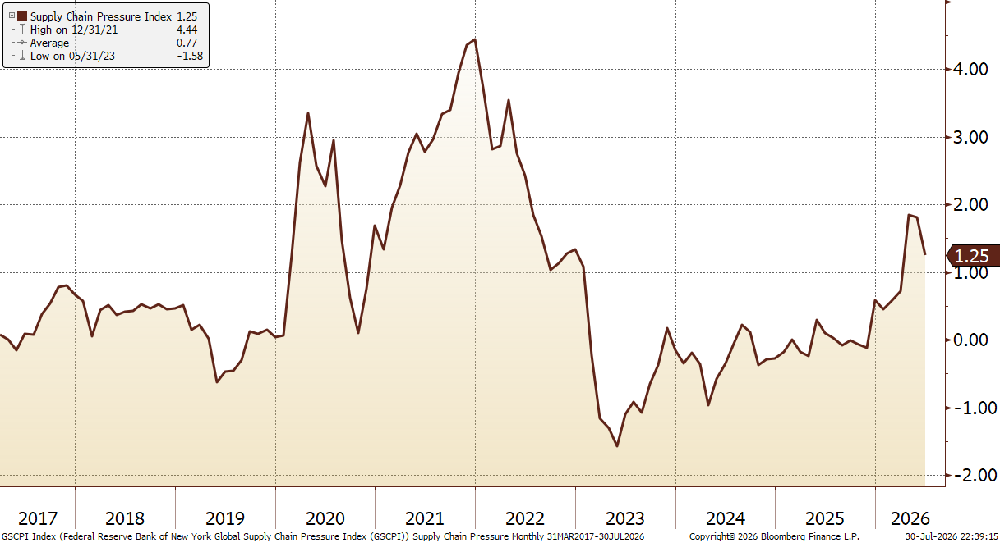 Supply Chain Pressure Index 1.25
High on 12/31/21 4.44
Average 0.77
Low on 05/31/23 -1.58
4.00
3.00
2.00
1.25
1.00
0.00
-1.00
-2.00
2017 2018 2019 2020 2021 2022 2023 2024 2025 2026
GSCPI Index (Federal Reserve Bank of New York Global Supply Chain Pressure Index (GSCPI)) Supply Chain Pressure Monthly 31MAR2017-30JUL2026 Copyright© 2026 Bloomberg Finance L.P. 30-Jul-2026 22:39:15